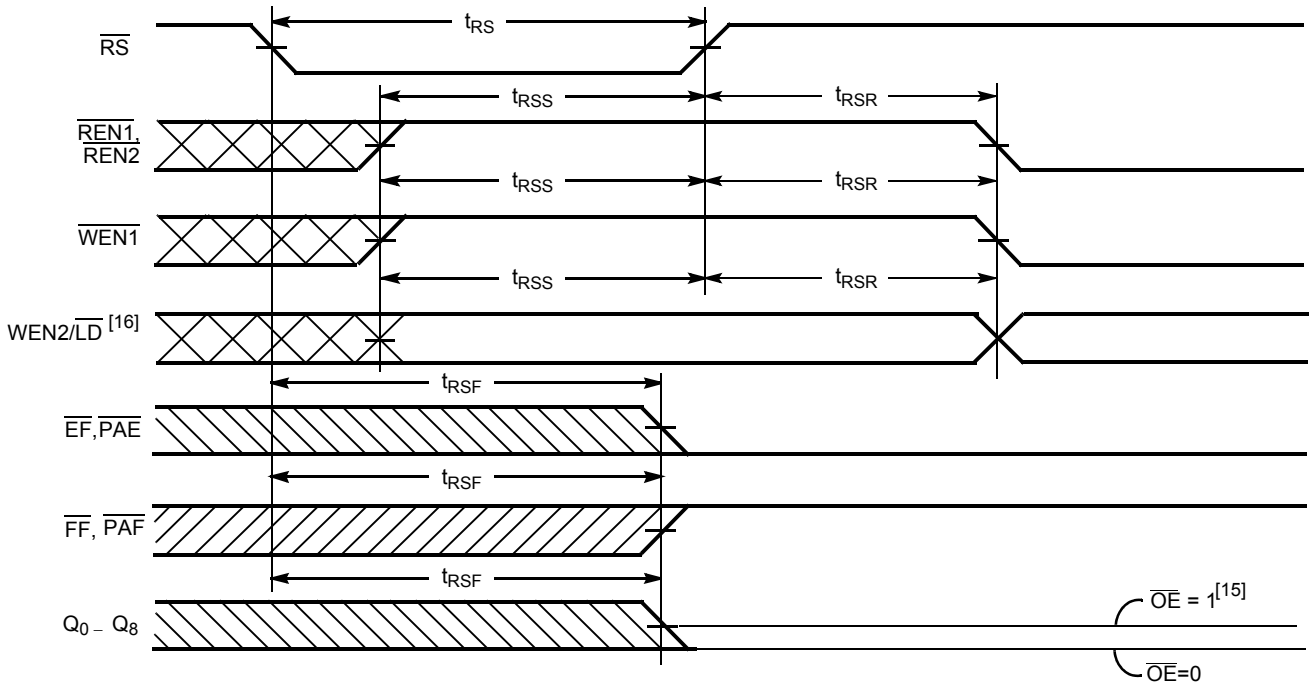 tRS
RS
tRSS tRSR
REN1,
REN2
tRSS tRSR
WEN1
tRSS tRSR
WEN2/LD [16]
tRSF
EF,PAE
tRSF
FF, PAF
tRSF
OE = 1[15]
Q0 – Q8
OE=0